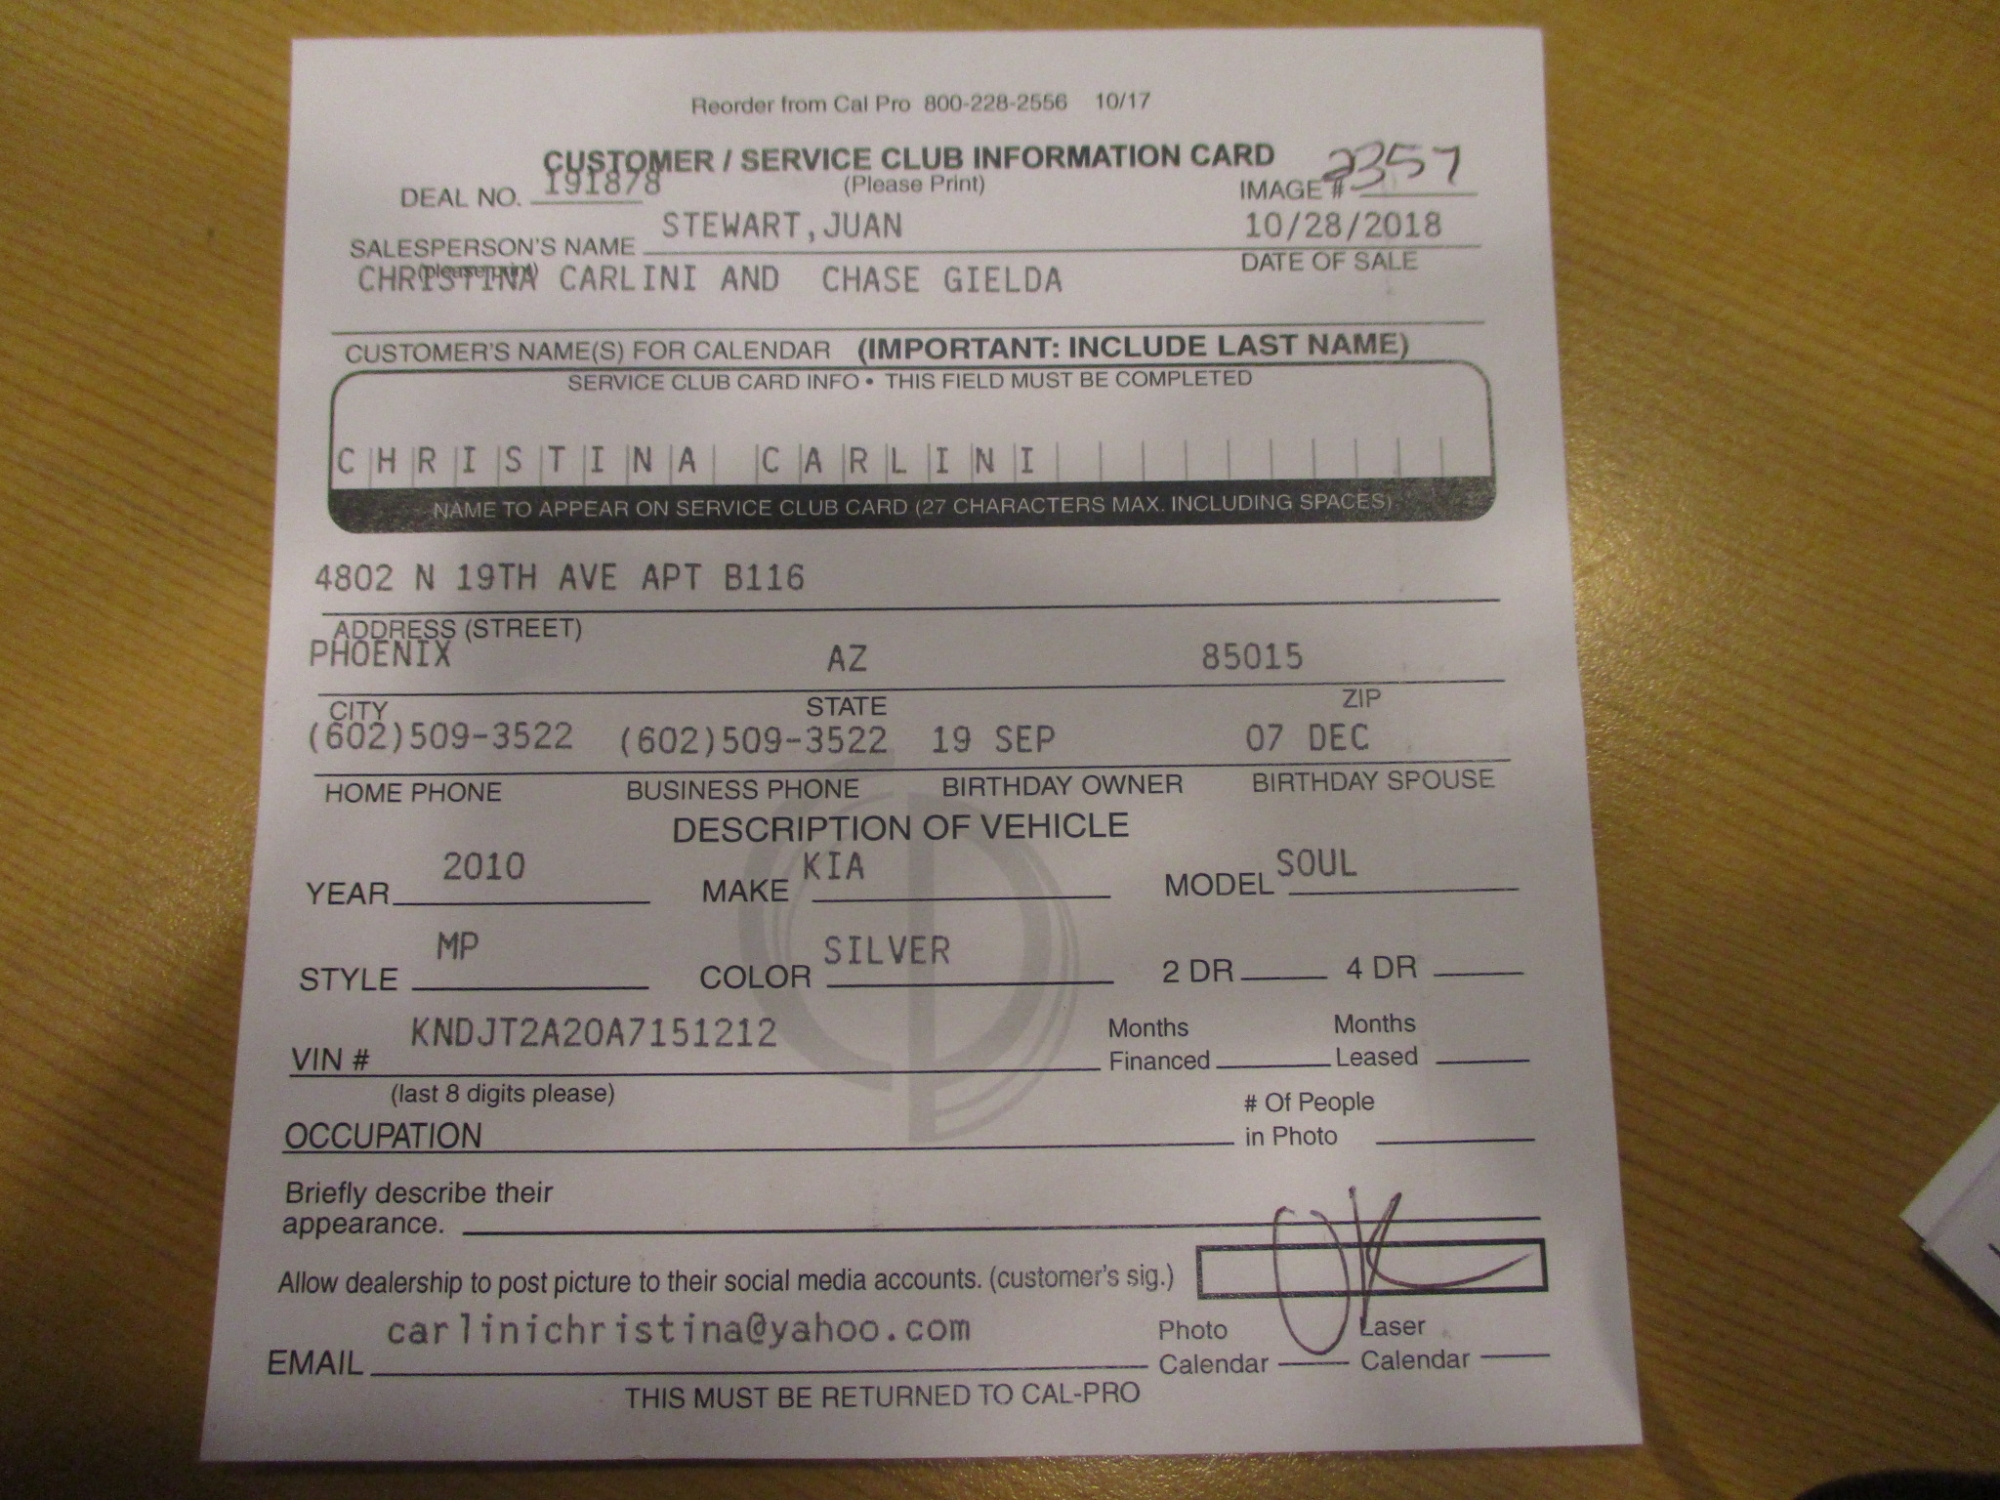 Reorder from Cal Pro 800-228-2556 10/17
CUSTOMER / SERVICE CLUB INFORMATION CARD
DEAL NO. 191878 (Please Print) IMAGE # 2357
SALESPERSON'S NAME STEWART,JUAN 10/28/2018
(please print) DATE OF SALE
CHRISTINA CARLINI AND CHASE GIELDA
CUSTOMER'S NAME(S) FOR CALENDAR (IMPORTANT: INCLUDE LAST NAME)
SERVICE CLUB CARD INFO • THIS FIELD MUST BE COMPLETED
CHRISTINA CARLINI
NAME TO APPEAR ON SERVICE CLUB CARD (27 CHARACTERS MAX. INCLUDING SPACES)
4802 N 19TH AVE APT B116
ADDRESS (STREET)
PHOENIX AZ 85015
CITY STATE ZIP
(602)509-3522 (602)509-3522 19 SEP 07 DEC
HOME PHONE BUSINESS PHONE BIRTHDAY OWNER BIRTHDAY SPOUSE
DESCRIPTION OF VEHICLE
YEAR 2010 MAKE KIA MODEL SOUL
STYLE MP COLOR SILVER 2 DR 4 DR
VIN # KNDJT2A20A7151212 Months Financed Months Leased
(last 8 digits please)
OCCUPATION # Of People in Photo
Briefly describe their
appearance.
Allow dealership to post picture to their social media accounts. (customer's sig.)
EMAIL carlinichristina@yahoo.com Photo Calendar Laser Calendar
THIS MUST BE RETURNED TO CAL-PRO